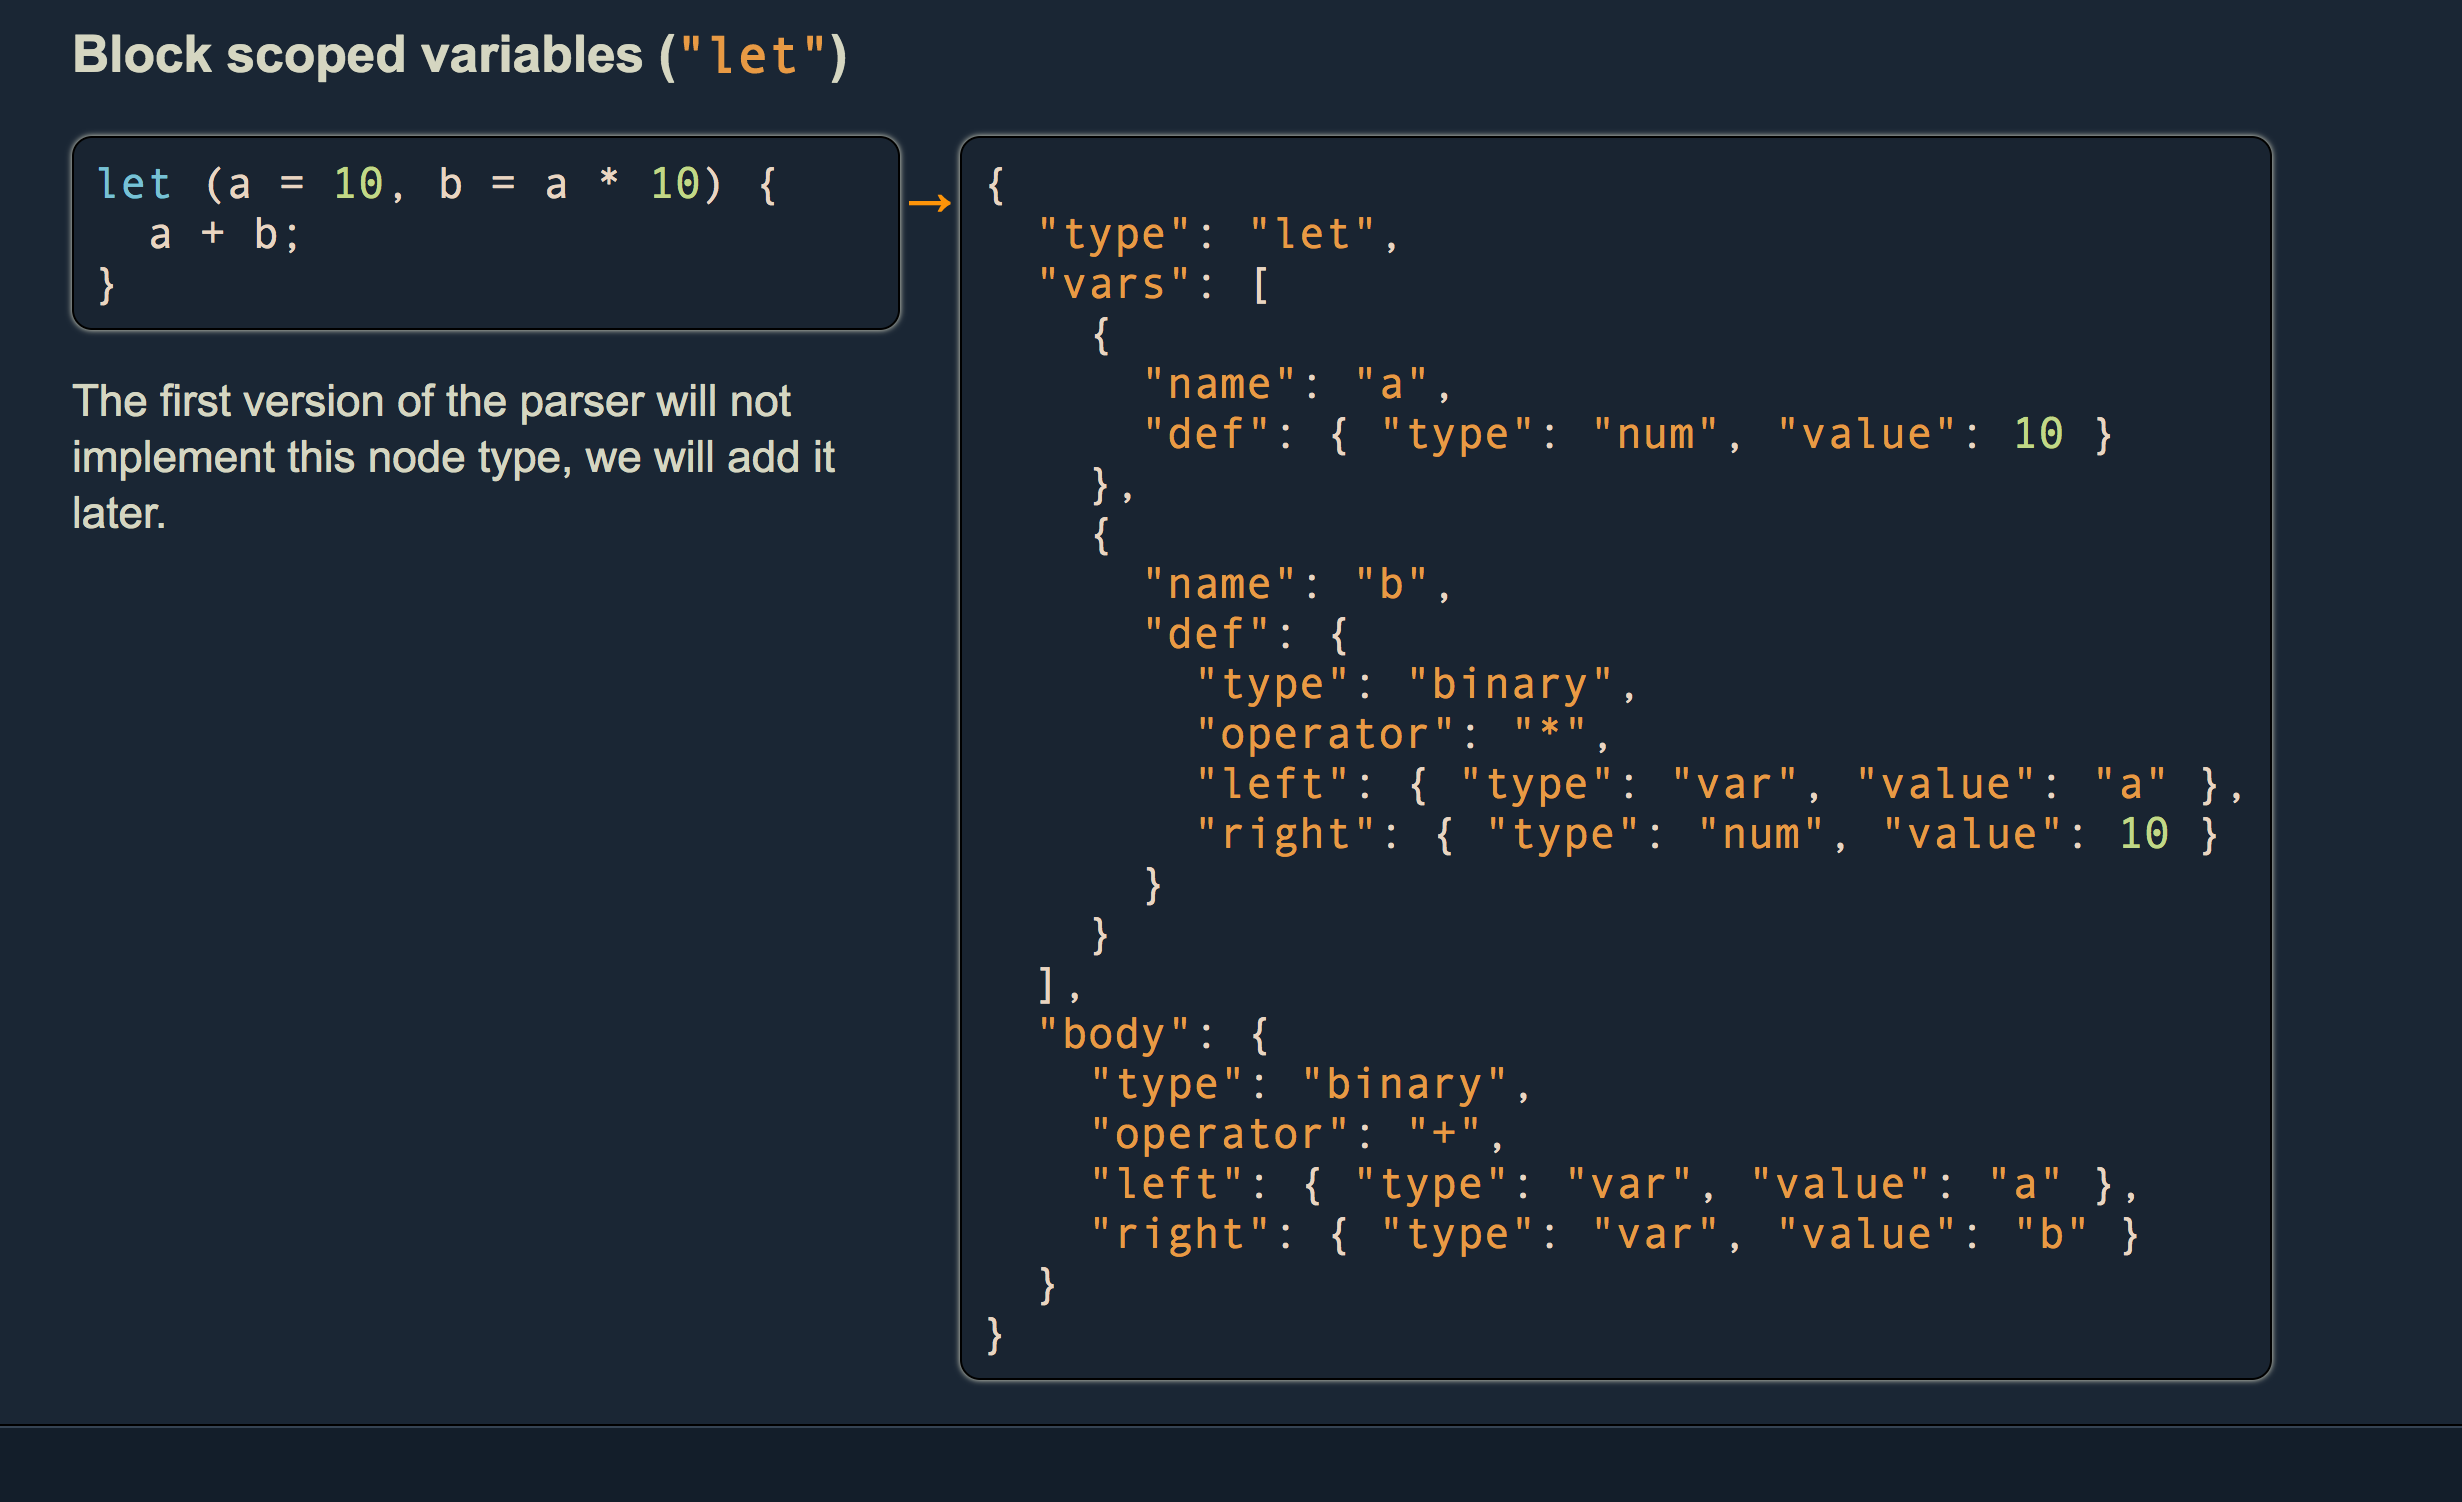 Block scoped variables ("let")
let (a = 10, b = a * 10) {
  a + b;
}
→
The first version of the parser will not
implement this node type, we will add it
later.
{
  "type": "let",
  "vars": [
    {
      "name": "a",
      "def": { "type": "num", "value": 10 }
    },
    {
      "name": "b",
      "def": {
        "type": "binary",
        "operator": "*",
        "left": { "type": "var", "value": "a" },
        "right": { "type": "num", "value": 10 }
      }
    }
  ],
  "body": {
    "type": "binary",
    "operator": "+",
    "left": { "type": "var", "value": "a" },
    "right": { "type": "var", "value": "b" }
  }
}